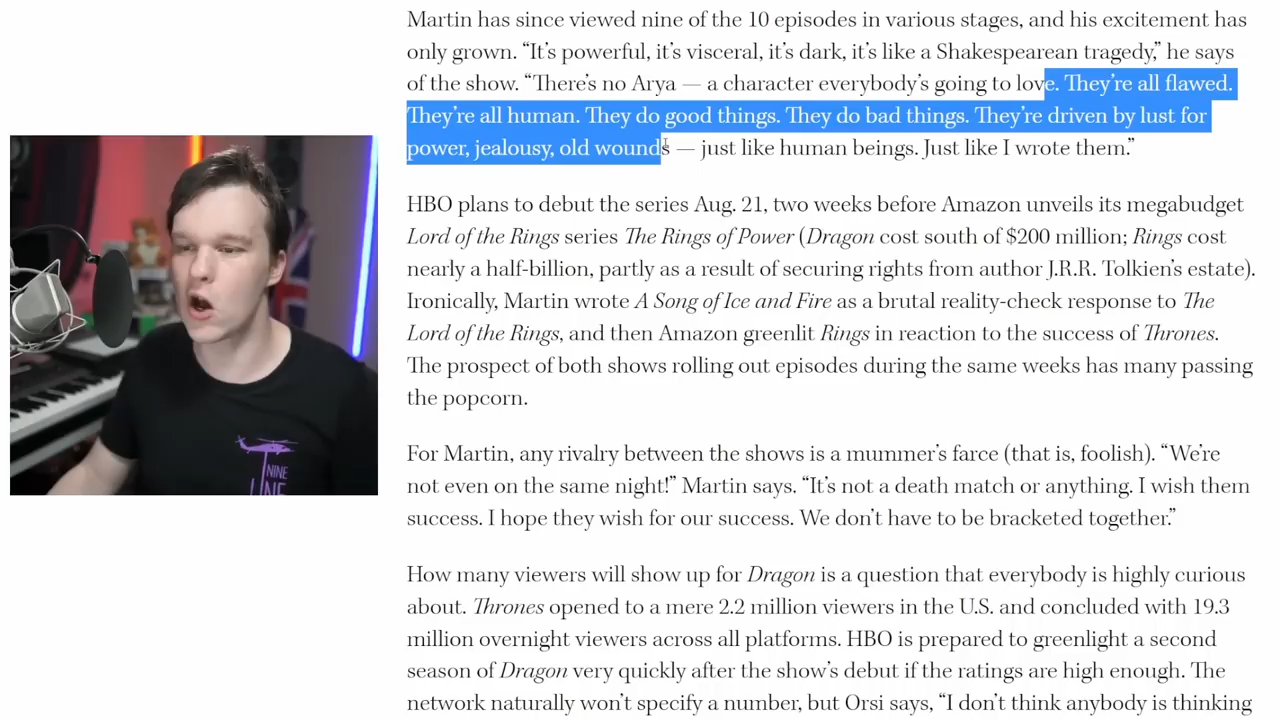 Martin has since viewed nine of the 10 episodes in various stages, and his excitement has
only grown. “It’s powerful, it’s visceral, it’s dark, it’s like a Shakespearean tragedy,” he says
of the show. “There’s no Arya — a character everybody’s going to love. They’re all flawed.
They’re all human. They do good things. They do bad things. They’re driven by lust for
power, jealousy, old wounds — just like human beings. Just like I wrote them.”
HBO plans to debut the series Aug. 21, two weeks before Amazon unveils its megabudget
Lord of the Rings series The Rings of Power (Dragon cost south of $200 million; Rings cost
nearly a half-billion, partly as a result of securing rights from author J.R.R. Tolkien’s estate).
Ironically, Martin wrote A Song of Ice and Fire as a brutal reality-check response to The
Lord of the Rings, and then Amazon greenlit Rings in reaction to the success of Thrones.
The prospect of both shows rolling out episodes during the same weeks has many passing
the popcorn.
For Martin, any rivalry between the shows is a mummer’s farce (that is, foolish). “We’re
not even on the same night!” Martin says. “It’s not a death match or anything. I wish them
success. I hope they wish for our success. We don’t have to be bracketed together.”
How many viewers will show up for Dragon is a question that everybody is highly curious
about. Thrones opened to a mere 2.2 million viewers in the U.S. and concluded with 19.3
million overnight viewers across all platforms. HBO is prepared to greenlight a second
season of Dragon very quickly after the show’s debut if the ratings are high enough. The
network naturally won’t specify a number, but Orsi says, “I don’t think anybody is thinking
NINE